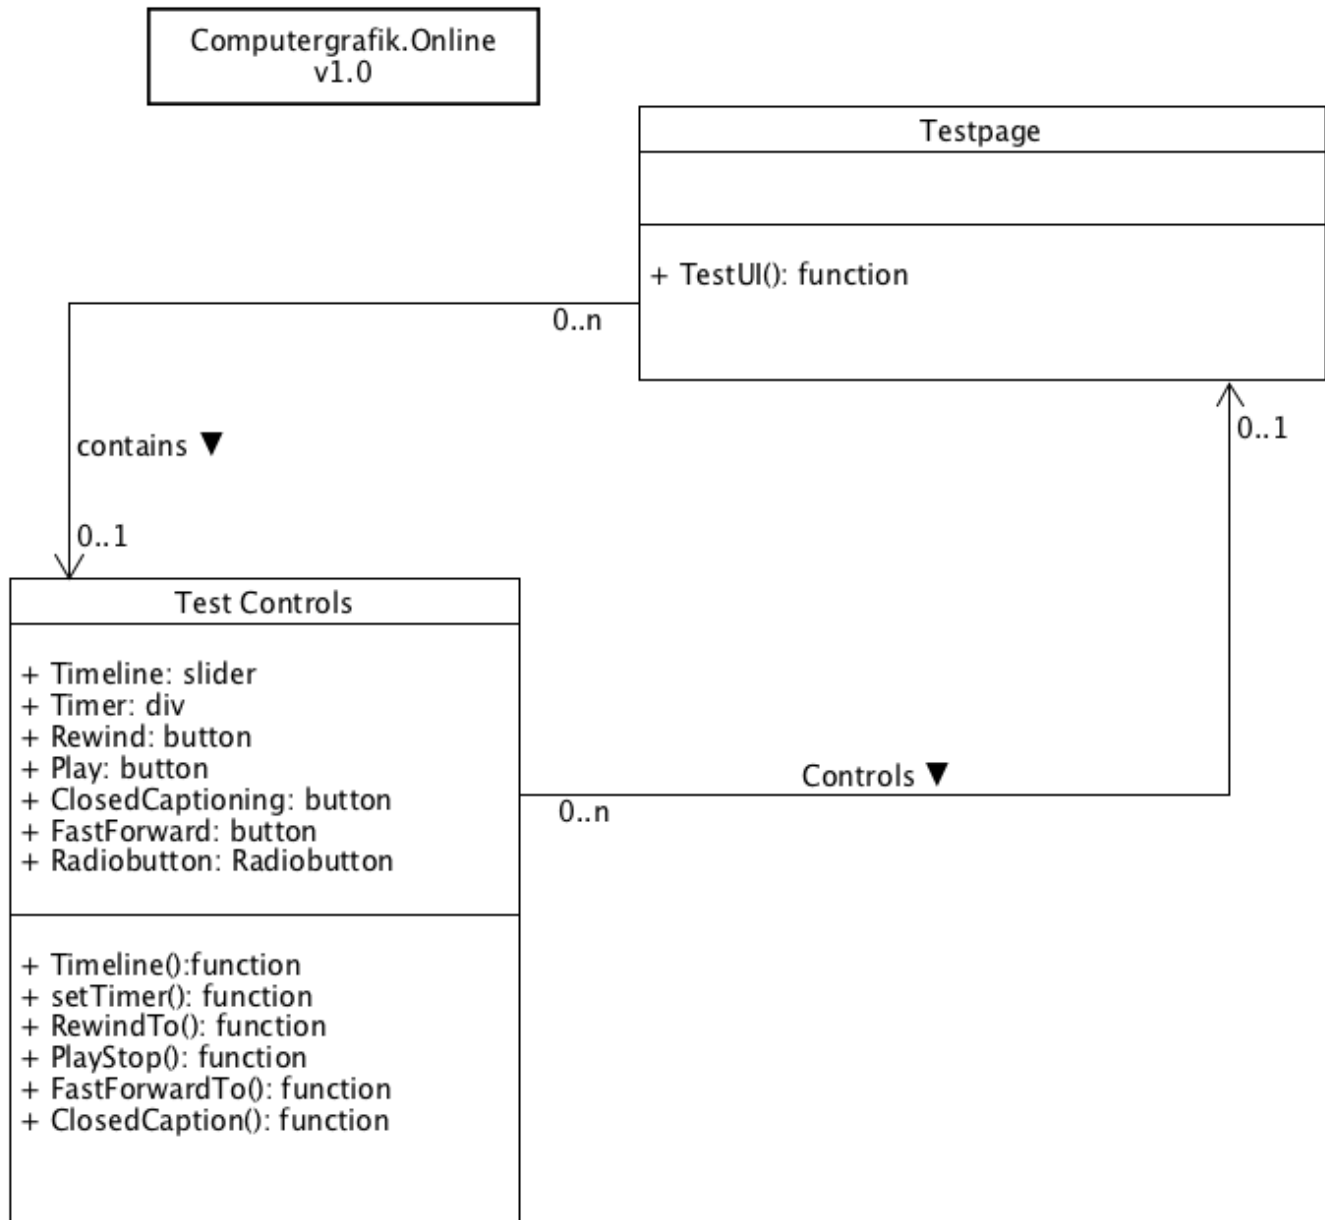 Computergrafik.Online
v1.0
Testpage
+ TestUI(): function
0..n
0..1
contains ▼
0..1
Test Controls
+ Timeline: slider
+ Timer: div
+ Rewind: button
+ Play: button
+ ClosedCaptioning: button
+ FastForward: button
+ Radiobutton: Radiobutton
Controls ▼
0..n
+ Timeline():function
+ setTimer(): function
+ RewindTo(): function
+ PlayStop(): function
+ FastForwardTo(): function
+ ClosedCaption(): function